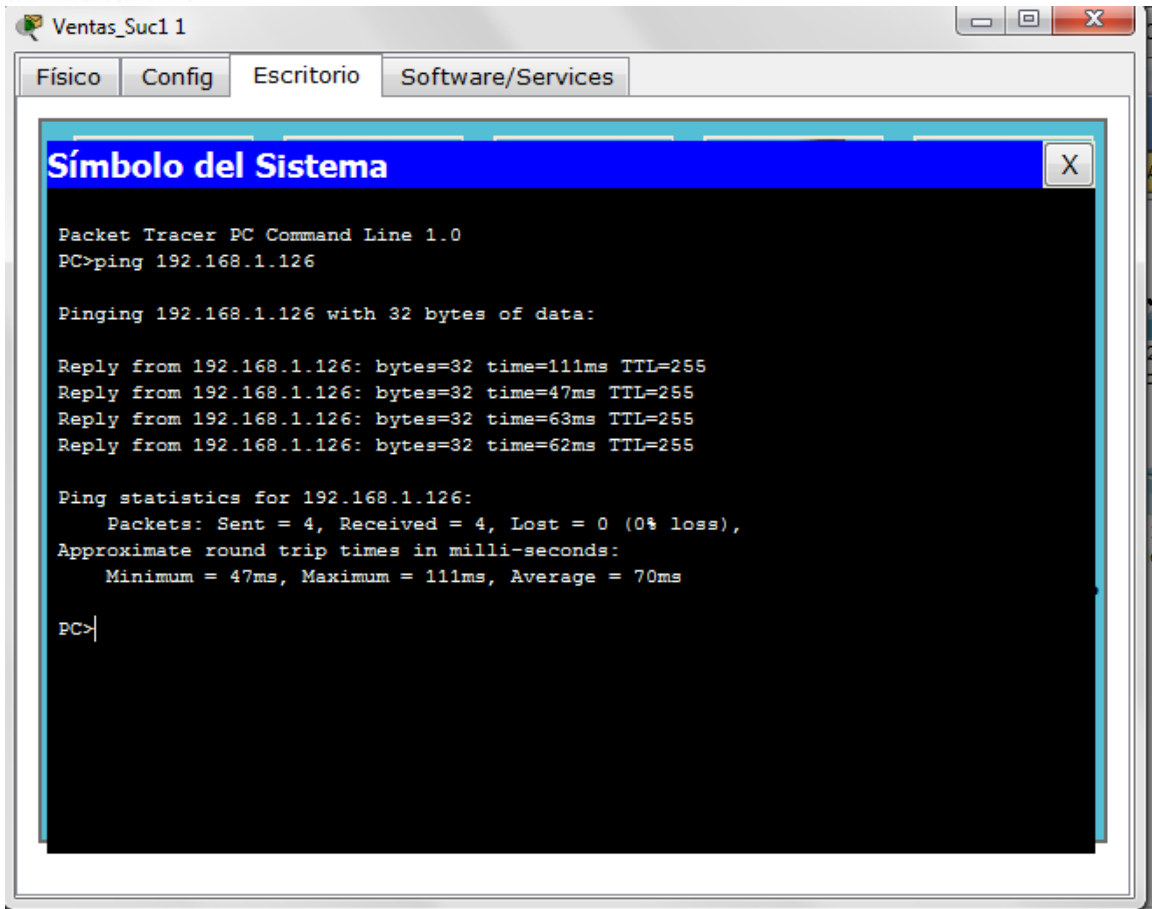 Ventas_Suc1 1
Físico Config Escritorio Software/Services
Símbolo del Sistema X
Packet Tracer PC Command Line 1.0
PC>ping 192.168.1.126
Pinging 192.168.1.126 with 32 bytes of data:
Reply from 192.168.1.126: bytes=32 time=111ms TTL=255
Reply from 192.168.1.126: bytes=32 time=47ms TTL=255
Reply from 192.168.1.126: bytes=32 time=63ms TTL=255
Reply from 192.168.1.126: bytes=32 time=62ms TTL=255
Ping statistics for 192.168.1.126:
Packets: Sent = 4, Received = 4, Lost = 0 (0% loss),
Approximate round trip times in milli-seconds:
Minimum = 47ms, Maximum = 111ms, Average = 70ms
PC>